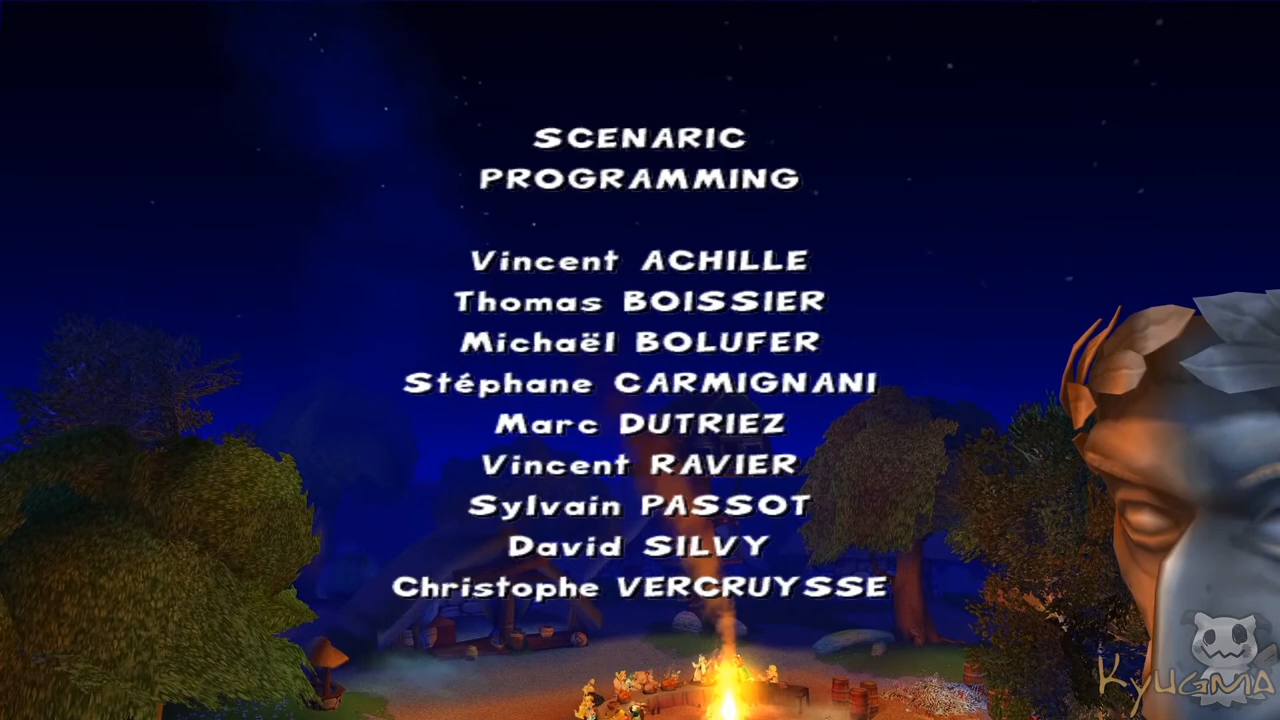 SCENARIC
PROGRAMMING
Vincent ACHILLE
Thomas BOISSIER
Michaël BOLUFER
Stéphane CARMIGNANI
Marc DUTRIEZ
Vincent RAVIER
Sylvain PASSOT
David SILVY
Christophe VERCRUYSSE
Kyugma